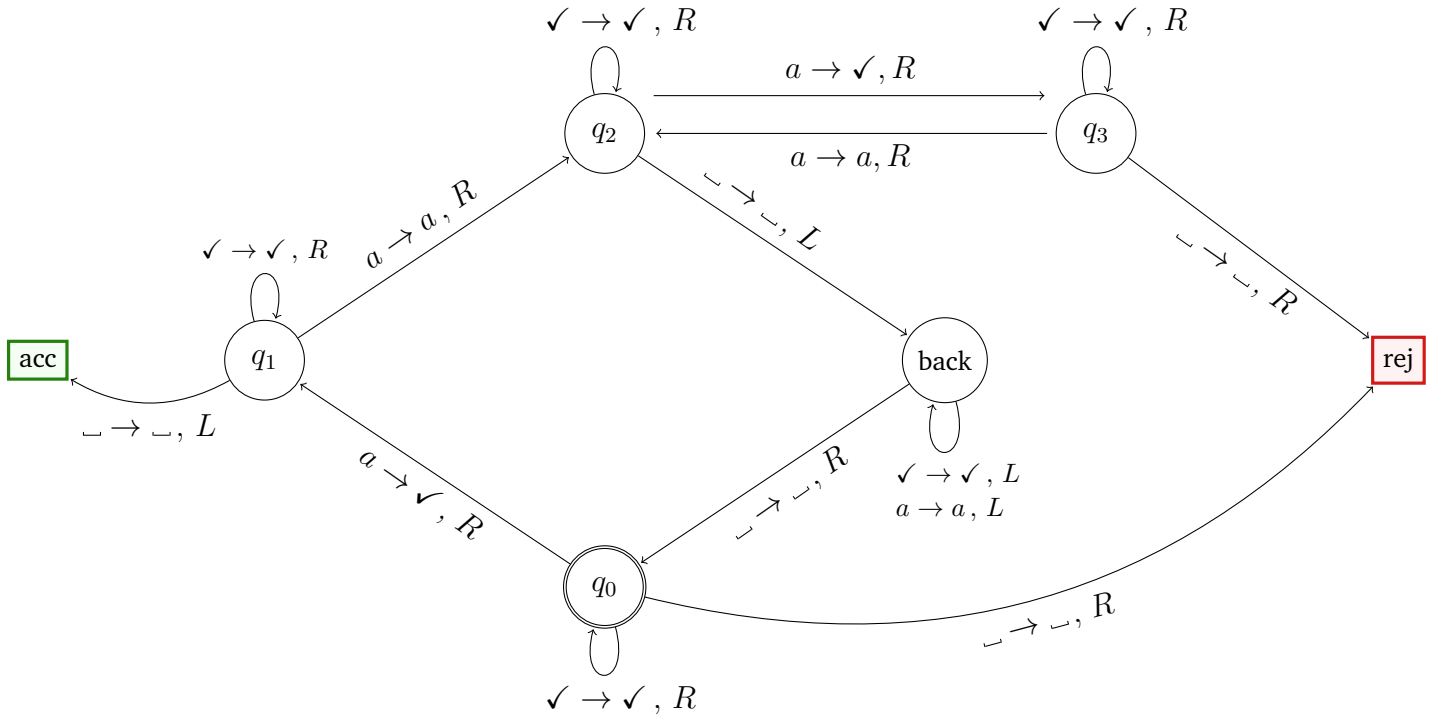 ✓ → ✓, R
✓ → ✓, R
a → ✓, R
q₂
q₃
a → a, R
␣ → ␣, L
a → a, R
✓ → ✓, R
␣ → ␣, R
acc
q₁
back
rej
␣ → ␣, L
a → ✓, R
␣ → ␣, R
✓ → ✓, L
a → a, L
q₀
␣ → ␣, R
✓ → ✓, R